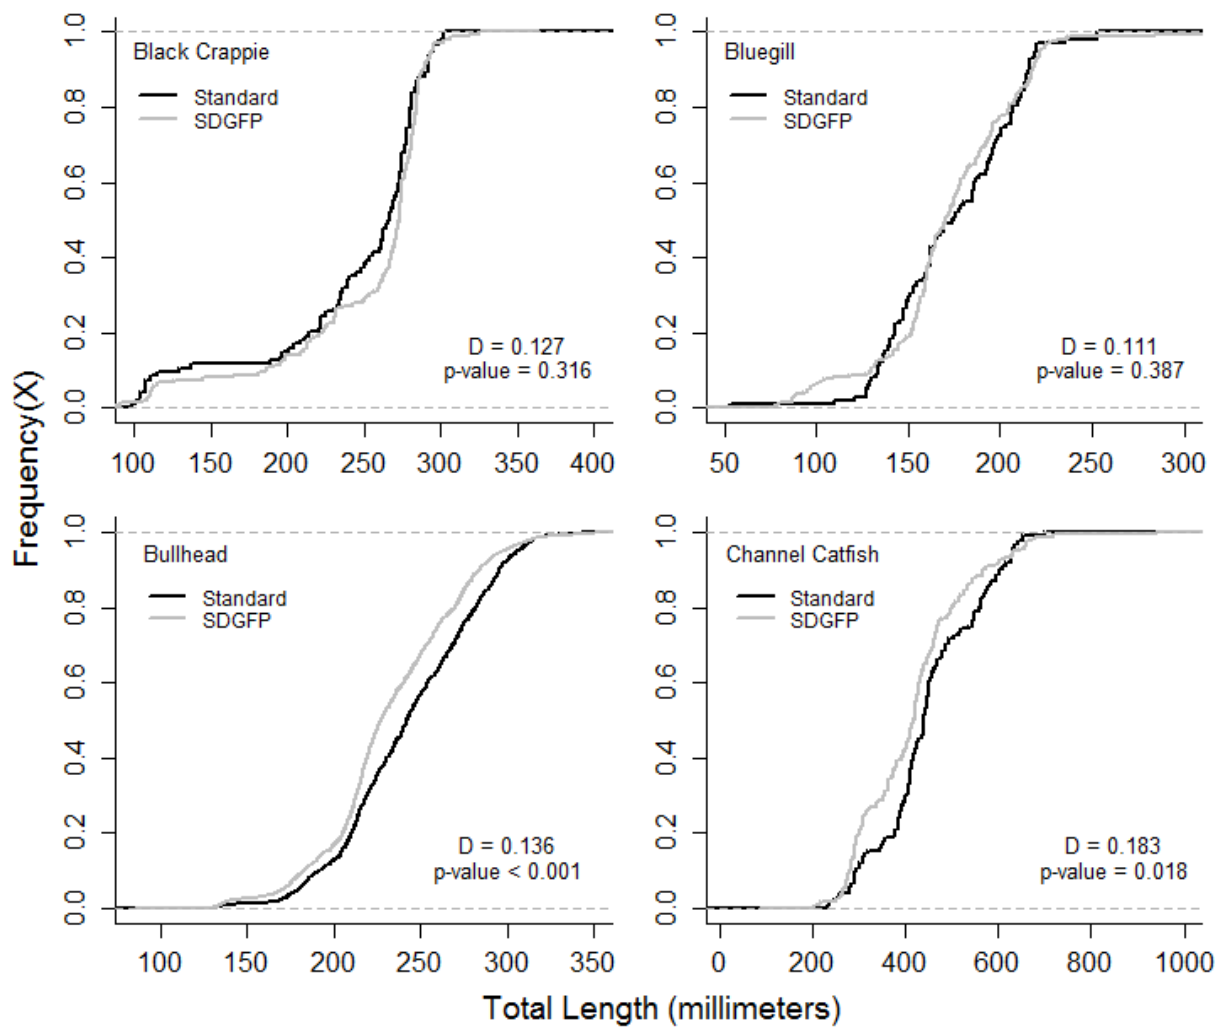 Frequency(X)
Black Crappie
Standard
SDGFP
D = 0.127
p-value = 0.316
0.0 0.2 0.4 0.6 0.8 1.0
100 150 200 250 300 350 400
Bluegill
Standard
SDGFP
D = 0.111
p-value = 0.387
0.0 0.2 0.4 0.6 0.8 1.0
50 100 150 200 250 300
Bullhead
Standard
SDGFP
D = 0.136
p-value < 0.001
0.0 0.2 0.4 0.6 0.8 1.0
100 150 200 250 300 350
Channel Catfish
Standard
SDGFP
D = 0.183
p-value = 0.018
0.0 0.2 0.4 0.6 0.8 1.0
0 200 400 600 800 1000
Total Length (millimeters)